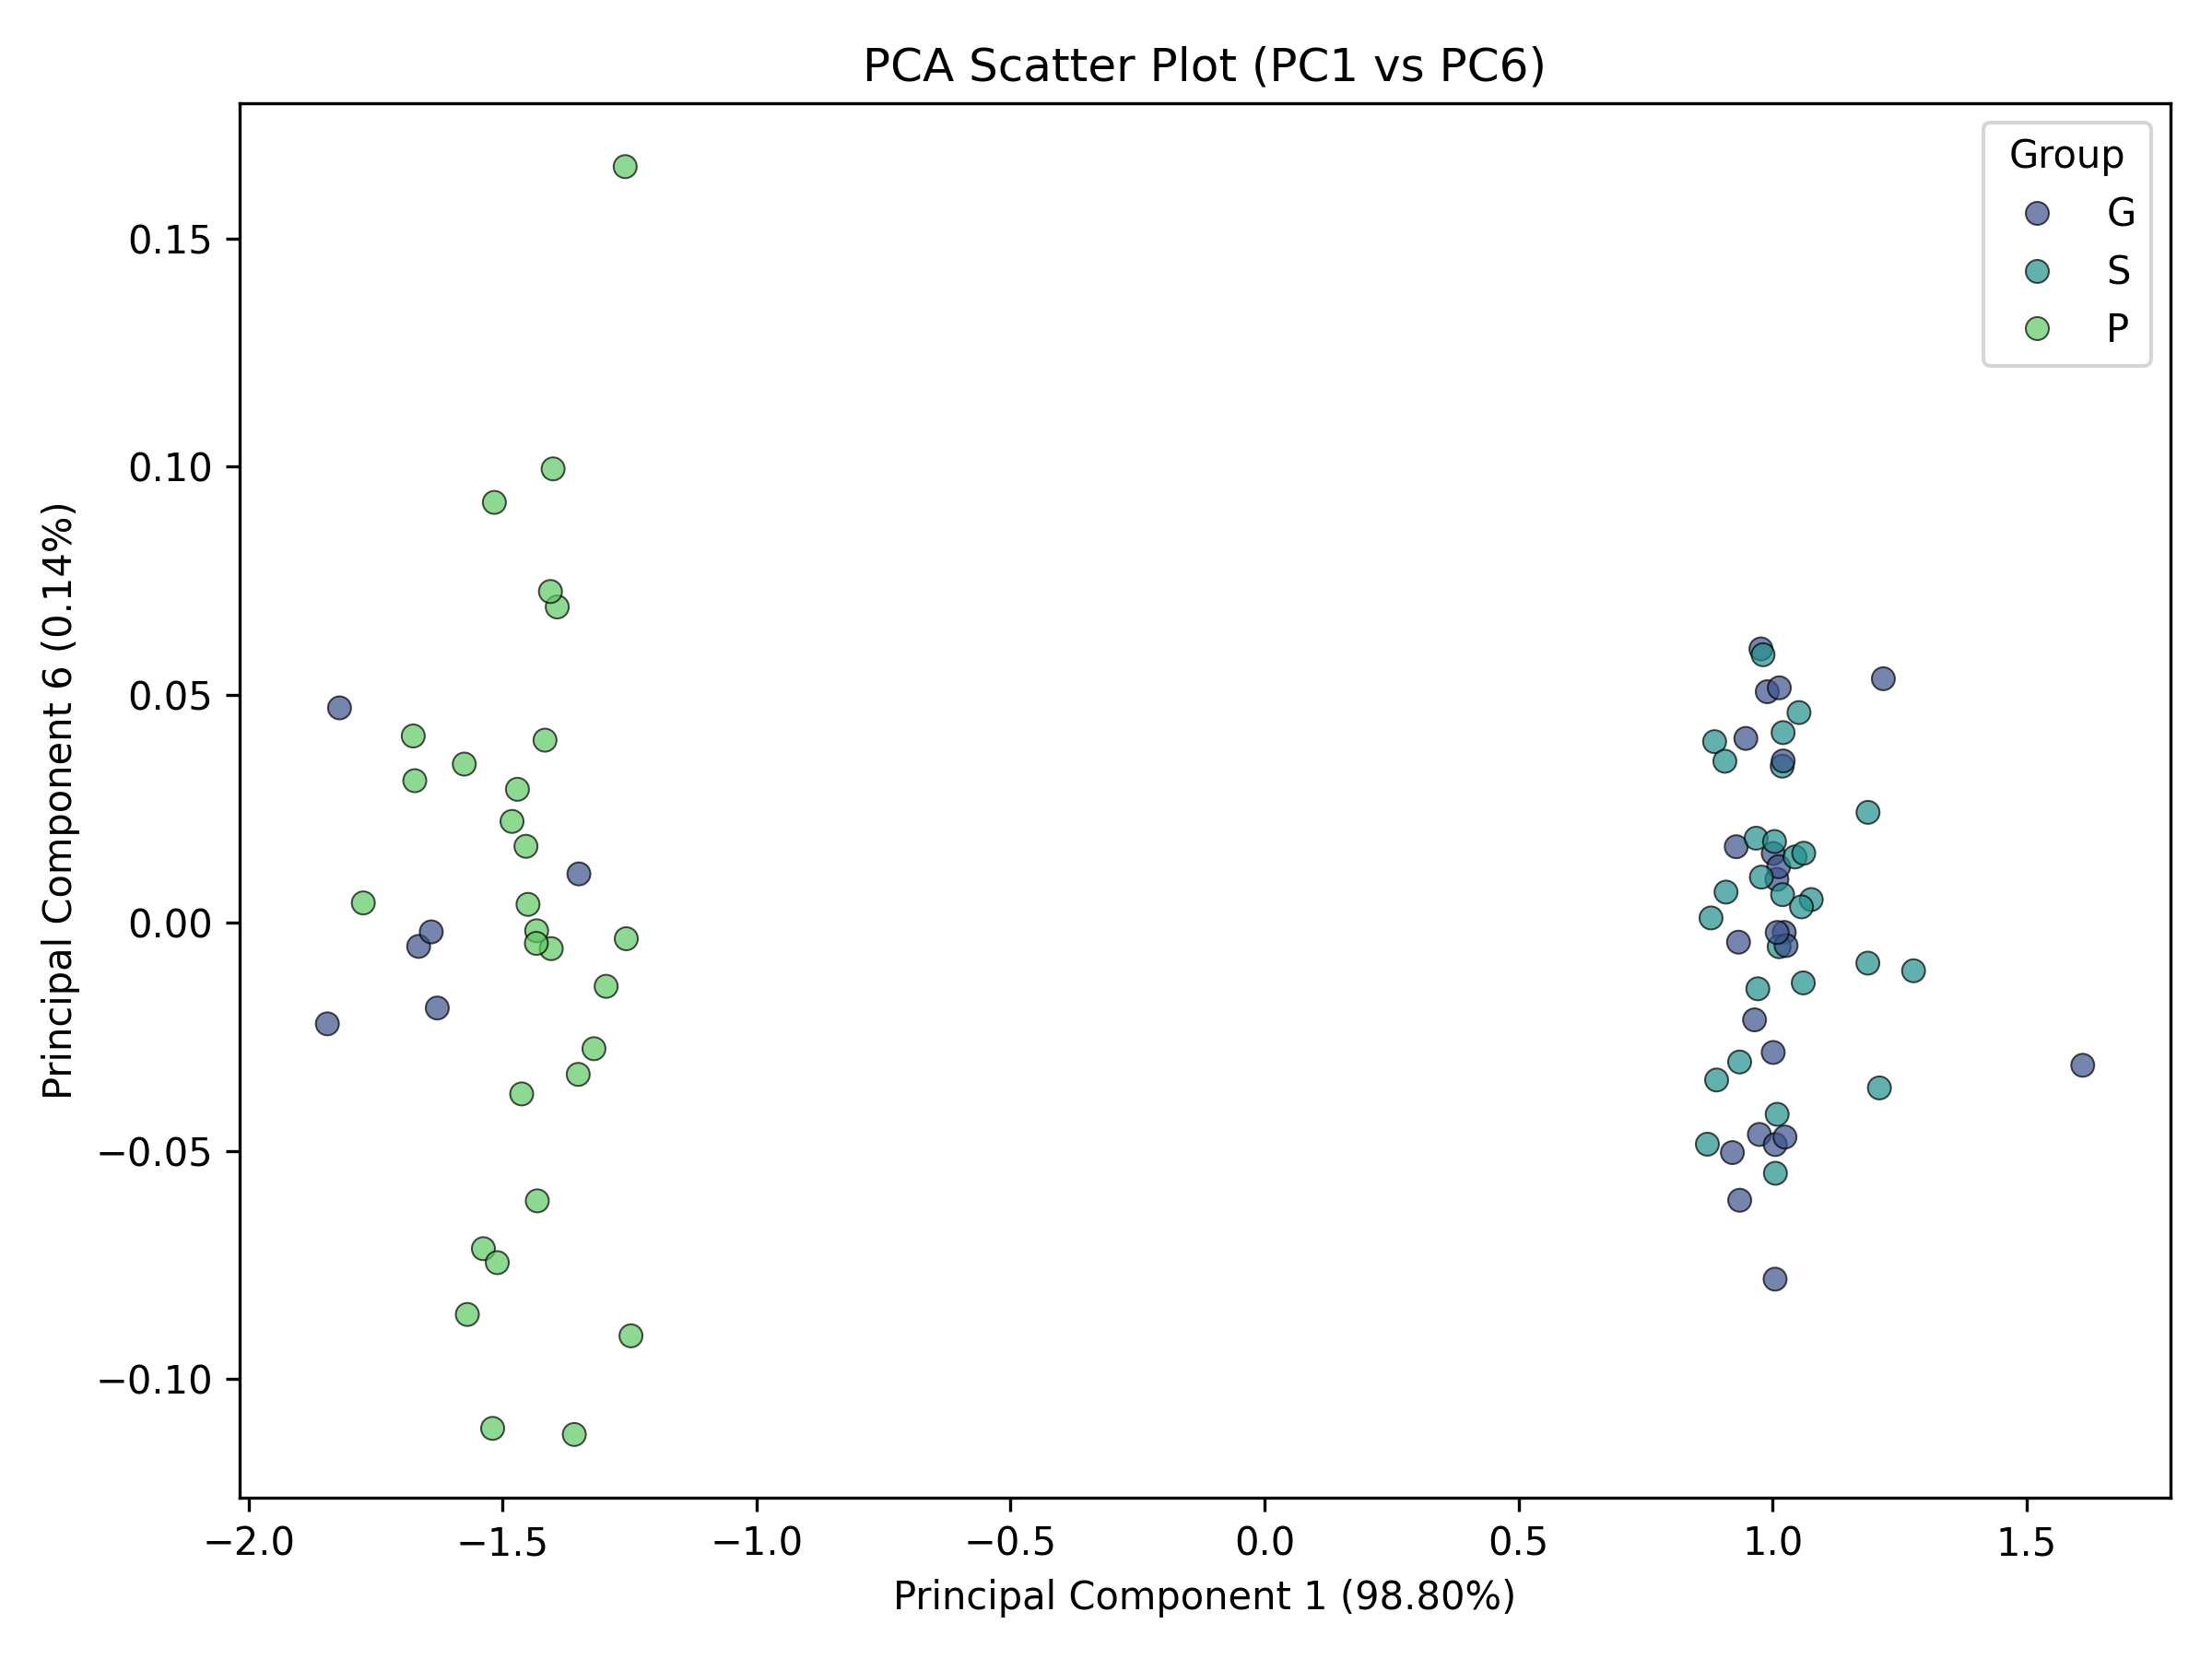 PCA Scatter Plot (PC1 vs PC6)
Group
G
S
P
0.15
0.10
0.05
0.00
−0.05
−0.10
Principal Component 6 (0.14%)
−2.0 −1.5 −1.0 −0.5 0.0 0.5 1.0 1.5
Principal Component 1 (98.80%)